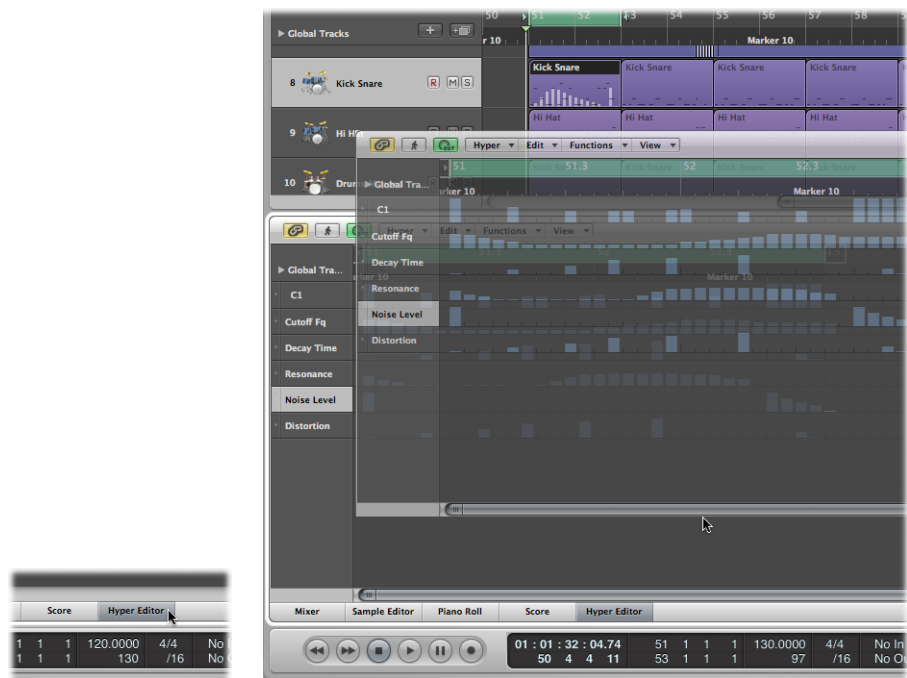 50 51 52 53 54 55 56 57 58
Global Tracks
r 10 Marker 10
8 Kick Snare R M S
Kick Snare Kick Snare Kick Snare Kick Snare
9 Hi Hat
Hi Hat Hi Hat Hi Hat Hi Hat
OUT Hyper Edit Functions View
51 51.3 52 52.3
10 Drum
Global Tra...
rker 10 Marker 10
C1
Cutoff Fq
Decay Time
Resonance
Noise Level
Distortion
Hyper Edit Functions View
Global Tra...
Marker 10
C1
Cutoff Fq
Decay Time
Resonance
Noise Level
Distortion
Score Hyper Editor
1 1 1 120.0000 4/4 No I
1 1 1 130 /16 No
Mixer Sample Editor Piano Roll Score Hyper Editor
01 : 01 : 32 : 04.74 51 1 1 1 130.0000 4/4 No In
50 4 4 11 53 1 1 1 97 /16 No Ou